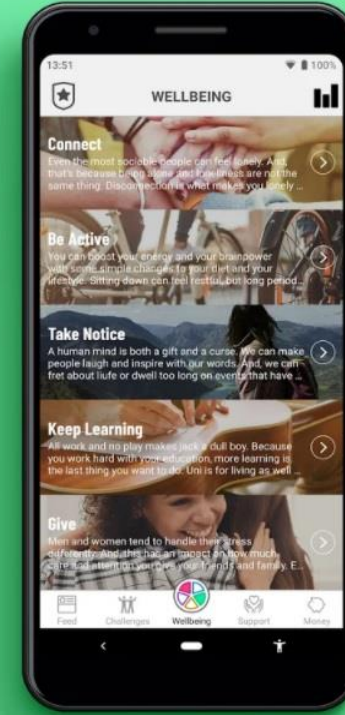 13:51
100%
WELLBEING
Connect
Even the most sociable people can feel lonely. And,
that's because being alone and loneliness are not the
same thing. Disconnection is what makes you lonely ...
Be Active
You can boost your energy and your brainpower
with some simple changes to your diet and your
lifestyle. Sitting down can feel restful, but long period...
Take Notice
A human mind is both a gift and a curse. We can make
people laugh and inspire with our words. And, we can
fret about liufe or dwell too long on events that have ...
Keep Learning
All work and no play makes jack a dull boy. Because
you work hard with your education, more learning is
the last thing you want to do. Uni is for living as well ...
Give
Men and women tend to handle their stress
differently. And, this has an impact on how much
care and attention you give your friends and family. E...
Feed Challenges Wellbeing Support Money